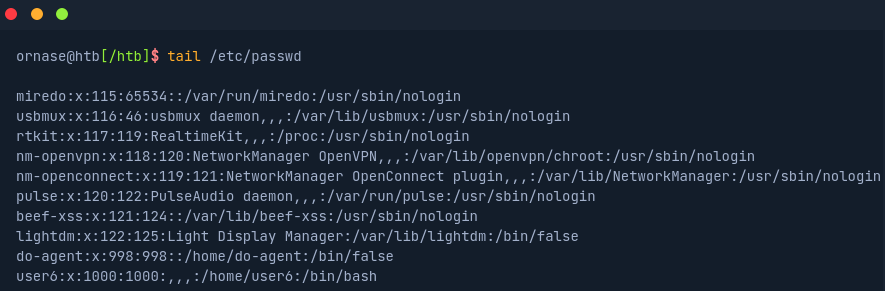 ornase@htb[/htb]$ tail /etc/passwd
miredo:x:115:65534::/var/run/miredo:/usr/sbin/nologin
usbmux:x:116:46:usbmux daemon,,,:/var/lib/usbmux:/usr/sbin/nologin
rtkit:x:117:119:RealtimeKit,,,:/proc:/usr/sbin/nologin
nm-openvpn:x:118:120:NetworkManager OpenVPN,,,:/var/lib/openvpn/chroot:/usr/sbin/nologin
nm-openconnect:x:119:121:NetworkManager OpenConnect plugin,,,:/var/lib/NetworkManager:/usr/sbin/nologin
pulse:x:120:122:PulseAudio daemon,,,:/var/run/pulse:/usr/sbin/nologin
beef-xss:x:121:124::/var/lib/beef-xss:/usr/sbin/nologin
lightdm:x:122:125:Light Display Manager:/var/lib/lightdm:/bin/false
do-agent:x:998:998::/home/do-agent:/bin/false
user6:x:1000:1000:,,,:/home/user6:/bin/bash